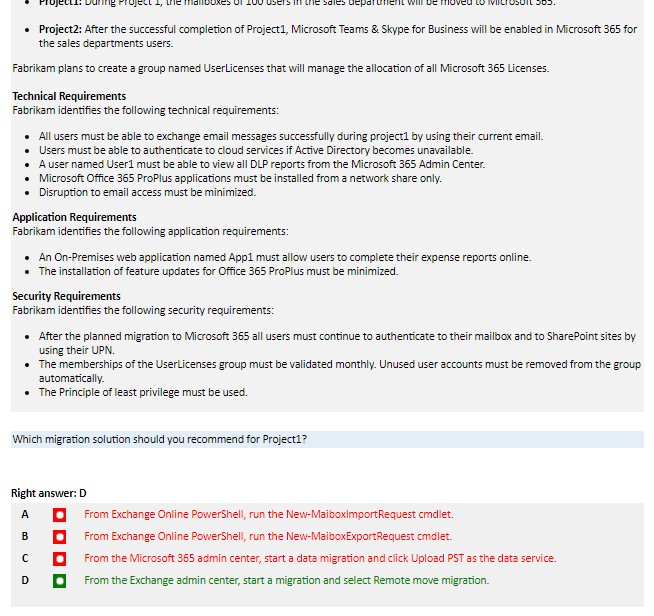 Project1: During Project 1, the mailboxes of 100 users in the sales department will be moved to Microsoft 365.
Project2: After the successful completion of Project1, Microsoft Teams & Skype for Business will be enabled in Microsoft 365 for
the sales departments users.
Fabrikam plans to create a group named UserLicenses that will manage the allocation of all Microsoft 365 Licenses.
Technical Requirements
Fabrikam identifies the following technical requirements:
All users must be able to exchange email messages successfully during project1 by using their current email.
Users must be able to authenticate to cloud services if Active Directory becomes unavailable.
A user named User1 must be able to view all DLP reports from the Microsoft 365 Admin Center.
Microsoft Office 365 ProPlus applications must be installed from a network share only.
Disruption to email access must be minimized.
Application Requirements
Fabrikam identifies the following application requirements:
An On-Premises web application named App1 must allow users to complete their expense reports online.
The installation of feature updates for Office 365 ProPlus must be minimized.
Security Requirements
Fabrikam identifies the following security requirements:
After the planned migration to Microsoft 365 all users must continue to authenticate to their mailbox and to SharePoint sites by
using their UPN.
The memberships of the UserLicenses group must be validated monthly. Unused user accounts must be removed from the group
automatically.
The Principle of least privilege must be used.
Which migration solution should you recommend for Project1?
Right answer: D
A From Exchange Online PowerShell, run the New-MaiboxImportRequest cmdlet.
B From Exchange Online PowerShell, run the New-MaiboxExportRequest cmdlet.
C From the Microsoft 365 admin center, start a data migration and click Upload PST as the data service.
D From the Exchange admin center, start a migration and select Remote move migration.